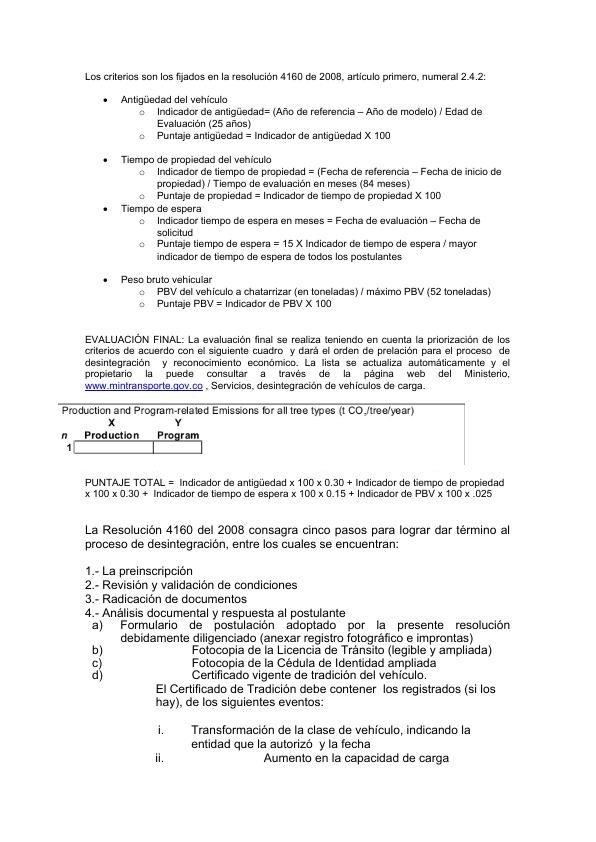 Los criterios son los fijados en la resolución 4160 de 2008, artículo primero, numeral 2.4.2:
• Antigüedad del vehículo
o Indicador de antigüedad= (Año de referencia – Año de modelo) / Edad de
Evaluación (25 años)
o Puntaje antigüedad = Indicador de antigüedad X 100
• Tiempo de propiedad del vehículo
o Indicador de tiempo de propiedad = (Fecha de referencia – Fecha de inicio de
propiedad) / Tiempo de evaluación en meses (84 meses)
o Puntaje de propiedad = Indicador de tiempo de propiedad X 100
• Tiempo de espera
o Indicador tiempo de espera en meses = Fecha de evaluación – Fecha de
solicitud
o Puntaje tiempo de espera = 15 X Indicador de tiempo de espera / mayor
indicador de tiempo de espera de todos los postulantes
• Peso bruto vehicular
o PBV del vehículo a chatarrizar (en toneladas) / máximo PBV (52 toneladas)
o Puntaje PBV = Indicador de PBV X 100
EVALUACIÓN FINAL: La evaluación final se realiza teniendo en cuenta la priorización de los
criterios de acuerdo con el siguiente cuadro y dará el orden de prelación para el proceso de
desintegración y reconocimiento económico. La lista se actualiza automáticamente y el
propietario la puede consultar a través de la página web del Ministerio,
www.mintransporte.gov.co , Servicios, desintegración de vehículos de carga.
Production and Program-related Emissions for all tree types (t CO₂/tree/year)
X Y
n Production Program
1
PUNTAJE TOTAL = Indicador de antigüedad x 100 x 0.30 + Indicador de tiempo de propiedad
x 100 x 0.30 + Indicador de tiempo de espera x 100 x 0.15 + Indicador de PBV x 100 x .025
La Resolución 4160 del 2008 consagra cinco pasos para lograr dar término al
proceso de desintegración, entre los cuales se encuentran:
1.- La preinscripción
2.- Revisión y validación de condiciones
3.- Radicación de documentos
4.- Análisis documental y respuesta al postulante
a) Formulario de postulación adoptado por la presente resolución
debidamente diligenciado (anexar registro fotográfico e improntas)
b) Fotocopia de la Licencia de Tránsito (legible y ampliada)
c) Fotocopia de la Cédula de Identidad ampliada
d) Certificado vigente de tradición del vehículo.
El Certificado de Tradición debe contener los registrados (si los
hay), de los siguientes eventos:
i. Transformación de la clase de vehículo, indicando la
entidad que la autorizó y la fecha
ii. Aumento en la capacidad de carga